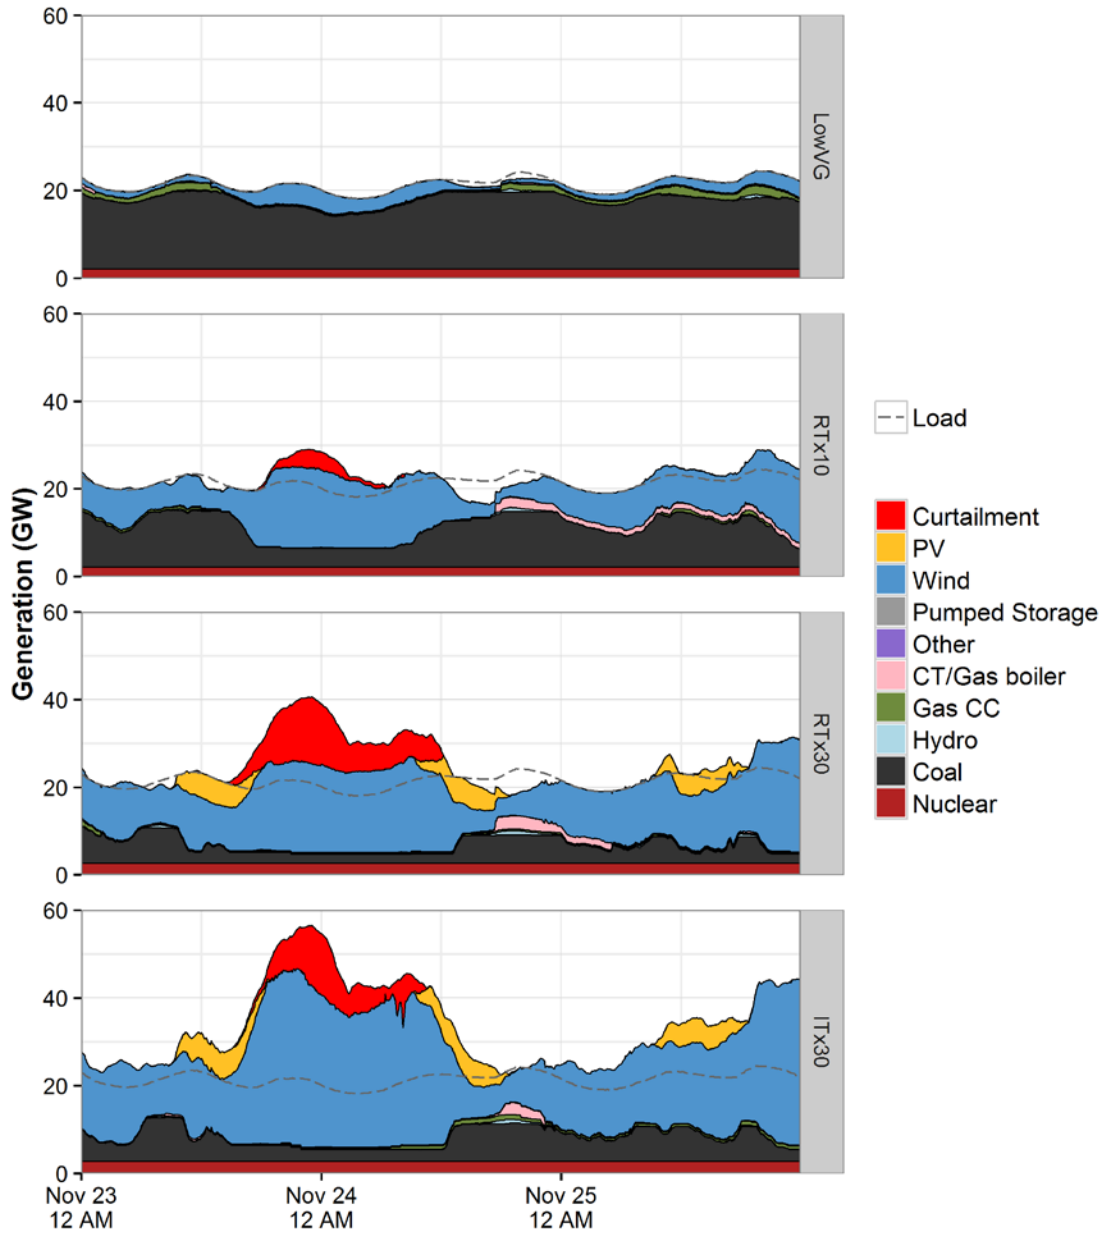 60
40
20
0
LowVG
60
40
20
0
RTx10
60
40
20
0
RTx30
60
40
20
0
ITx30
Generation (GW)
Nov 23
12 AM
Nov 24
12 AM
Nov 25
12 AM
Load
Curtailment
PV
Wind
Pumped Storage
Other
CT/Gas boiler
Gas CC
Hydro
Coal
Nuclear